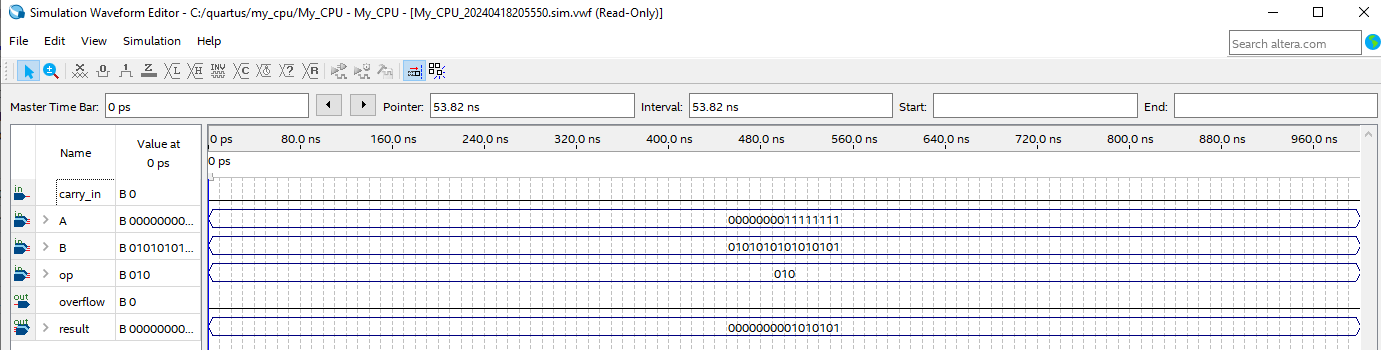 Simulation Waveform Editor - C:/quartus/my_cpu/My_CPU - My_CPU - [My_CPU_20240418205550.sim.vwf (Read-Only)]
File Edit View Simulation Help
Search altera.com
Master Time Bar: 0 ps Pointer: 53.82 ns Interval: 53.82 ns Start: End:
Name Value at 0 ps
0 ps 80.0 ns 160.0 ns 240.0 ns 320.0 ns 400.0 ns 480.0 ns 560.0 ns 640.0 ns 720.0 ns 800.0 ns 880.0 ns 960.0 ns
0 ps
in carry_in B 0
in A B 00000000... 0000000011111111
in B B 01010101... 0101010101010101
in op B 010 010
out overflow B 0
out result B 00000000... 0000000001010101